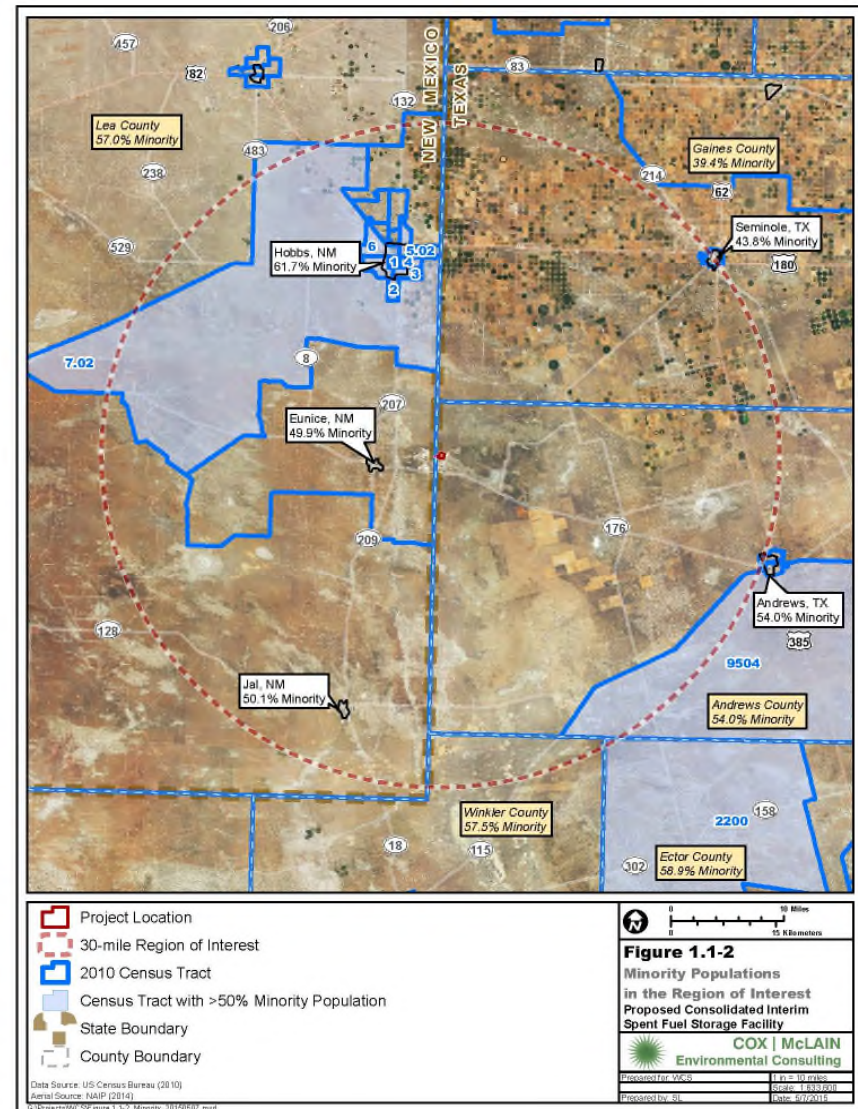 206
457
82
83
NEW MEXICO
TEXAS
132
Lea County
57.0% Minority
483
Gaines County
39.4% Minority
238
214
62
Seminole, TX
43.8% Minority
529
Hobbs, NM
61.7% Minority
6
5.02
1
4
3
2
180
7.02
8
207
Eunice, NM
49.9% Minority
176
209
Andrews, TX
54.0% Minority
128
385
9504
Jal, NM
50.1% Minority
Andrews County
54.0% Minority
Winkler County
57.5% Minority
158
2200
18
115
302
Ector County
58.9% Minority
Project Location
30-mile Region of Interest
2010 Census Tract
Census Tract with >50% Minority Population
State Boundary
County Boundary
Data Source: US Census Bureau (2010)
Aerial Source: NAIP (2014)
N
0 10 Miles
0 15 Kilometers
Figure 1.1-2
Minority Populations
in the Region of Interest
Proposed Consolidated Interim
Spent Fuel Storage Facility
COX | McLAIN
Environmental Consulting
Prepared for: WCS
1 in = 10 miles
Scale: 1:633,600
Prepared by: SL
Date: 5/7/2015